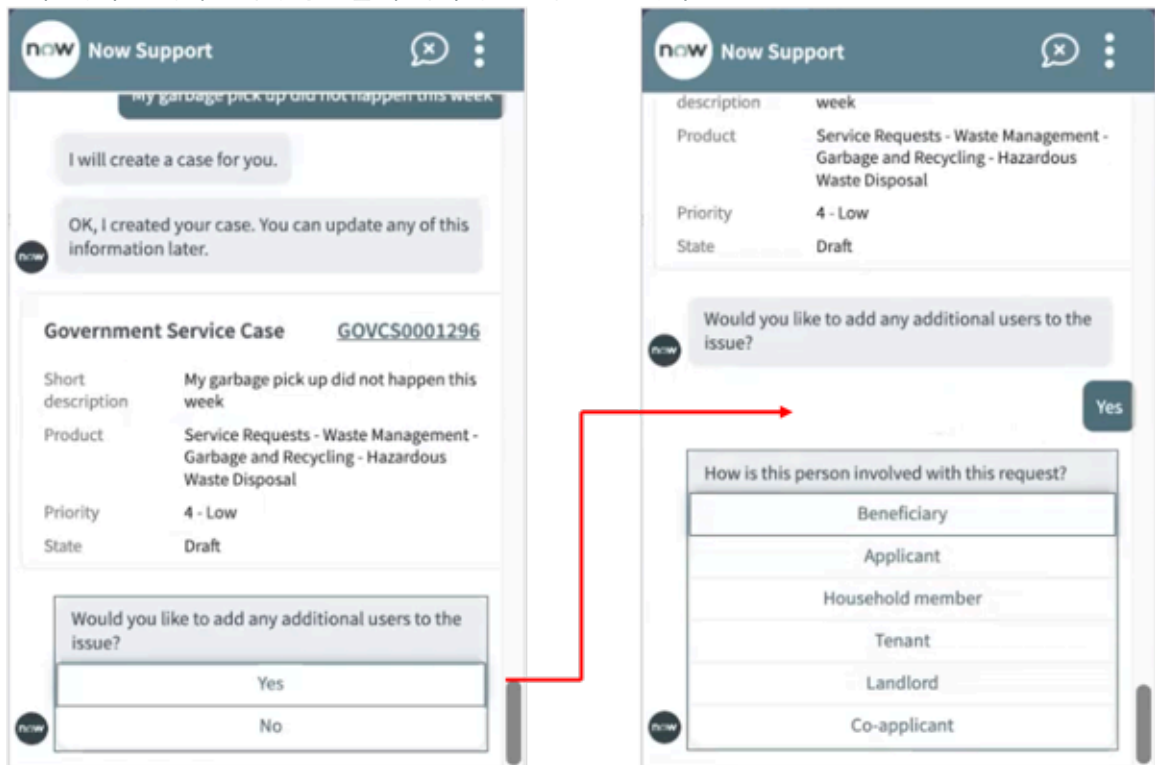 now Now Support
My garbage pick up did not happen this week
I will create a case for you.
OK, I created your case. You can update any of this
information later.
now
Government Service Case GOVCS0001296
Short
description
My garbage pick up did not happen this
week
Product
Service Requests - Waste Management -
Garbage and Recycling - Hazardous
Waste Disposal
Priority 4 - Low
State Draft
Would you like to add any additional users to the
issue?
Yes
No
now
now Now Support
description week
Product
Service Requests - Waste Management -
Garbage and Recycling - Hazardous
Waste Disposal
Priority 4 - Low
State Draft
Would you like to add any additional users to the
issue?
now
Yes
How is this person involved with this request?
Beneficiary
Applicant
Household member
Tenant
Landlord
Co-applicant
now